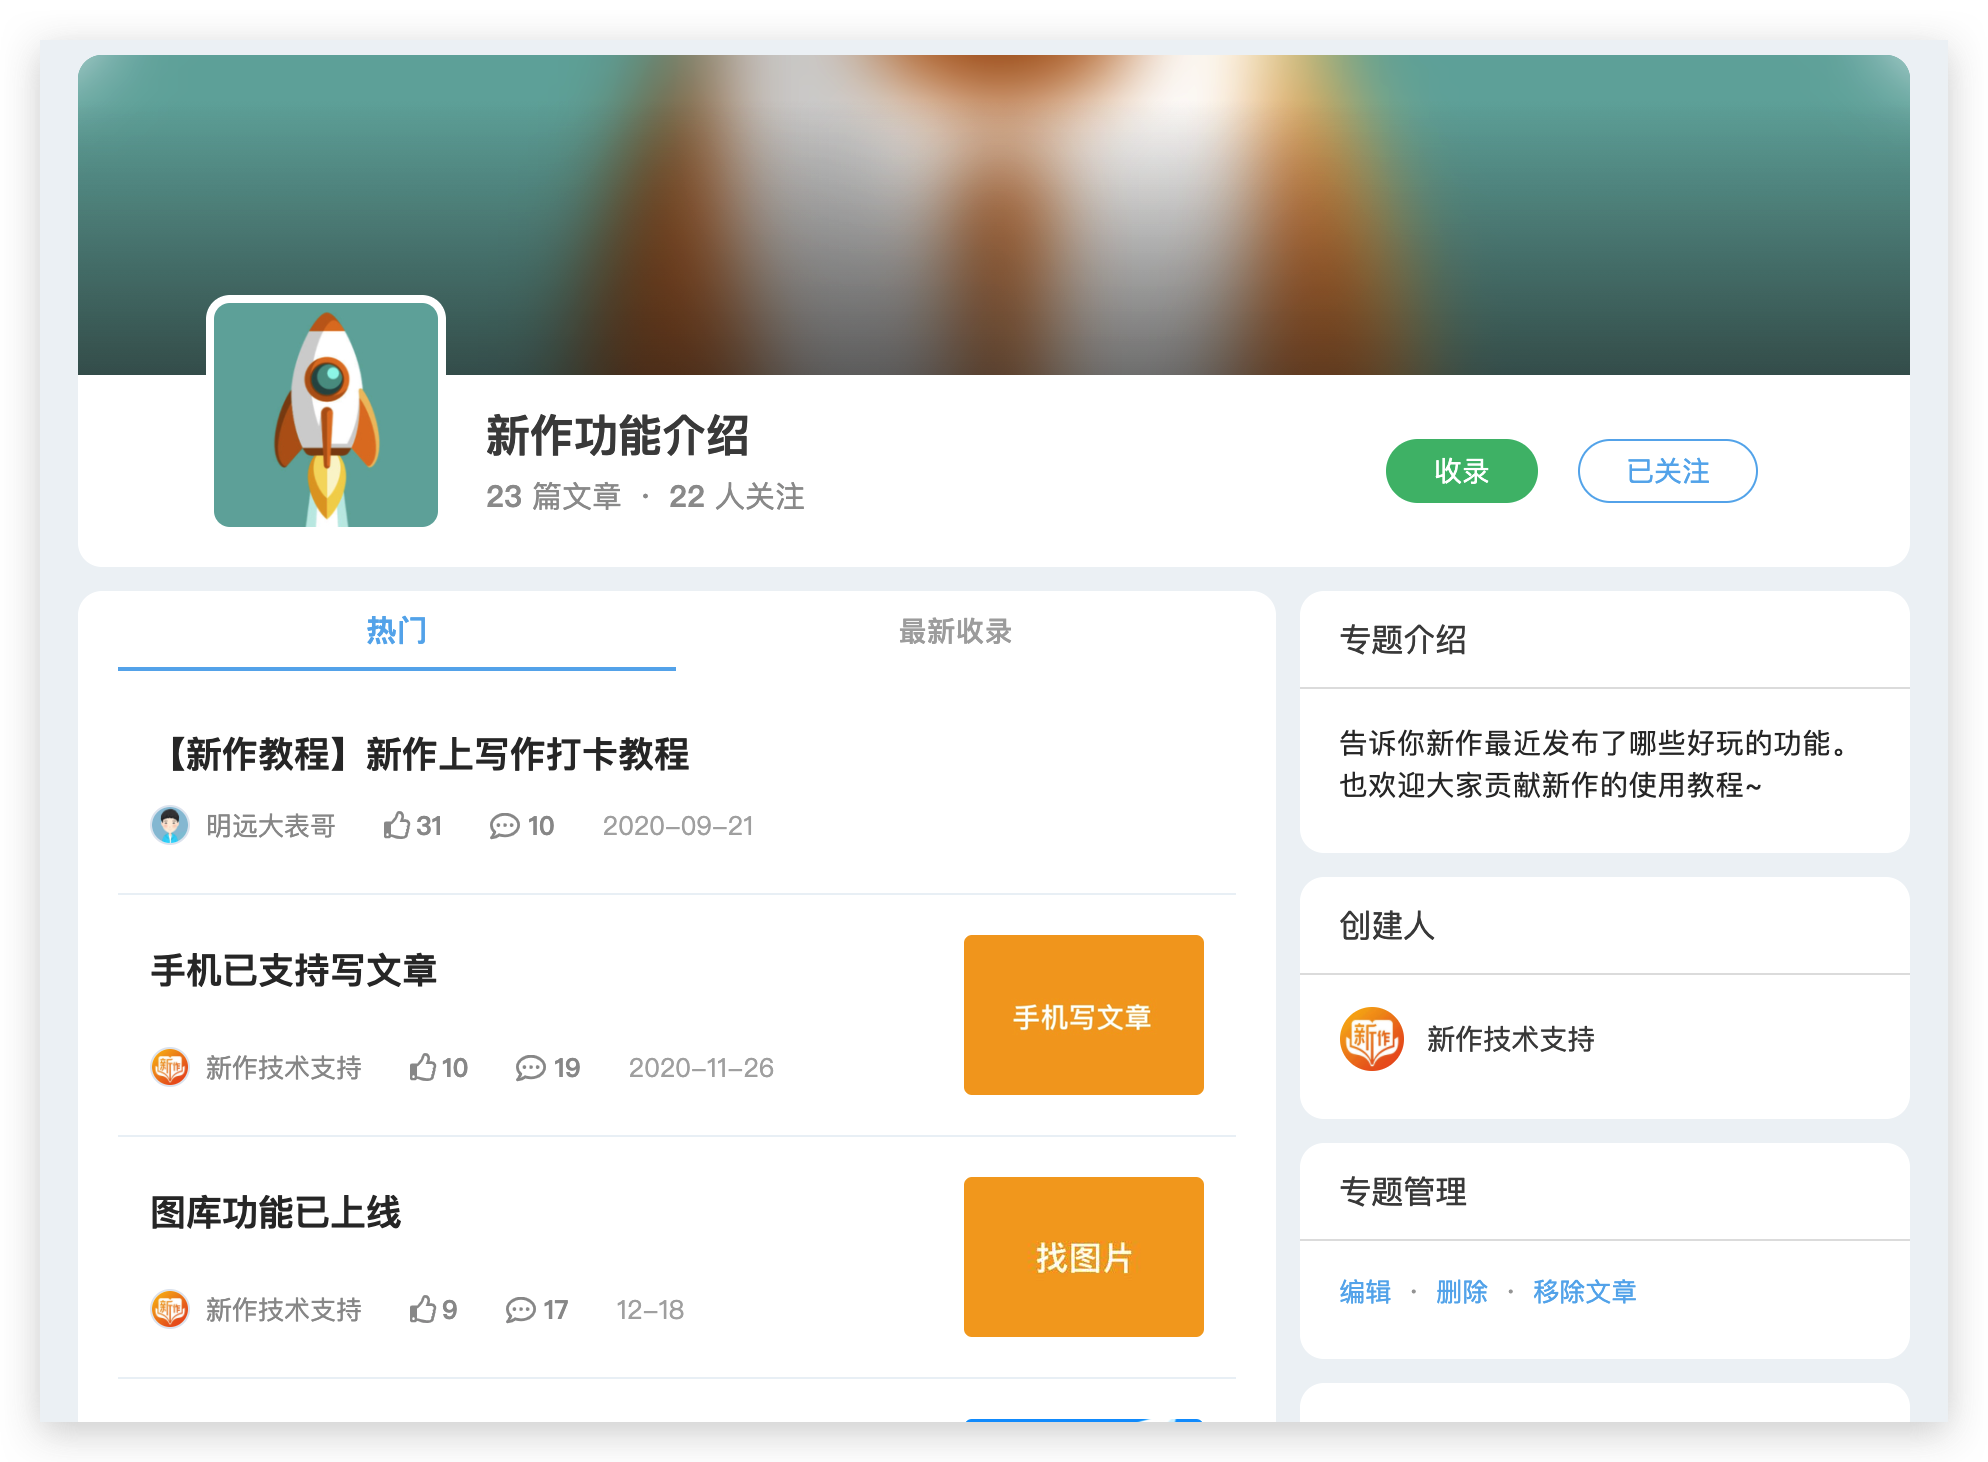 新作功能介绍
23 篇文章 · 22 人关注
收录
已关注
热门
最新收录
【新作教程】新作上写作打卡教程
明远大表哥 31 10 2020-09-21
手机已支持写文章
手机写文章
新作技术支持 10 19 2020-11-26
图库功能已上线
找图片
新作技术支持 9 17 12-18
专题介绍
告诉你新作最近发布了哪些好玩的功能。
也欢迎大家贡献新作的使用教程~
创建人
新作
新作技术支持
专题管理
编辑 · 删除 · 移除文章